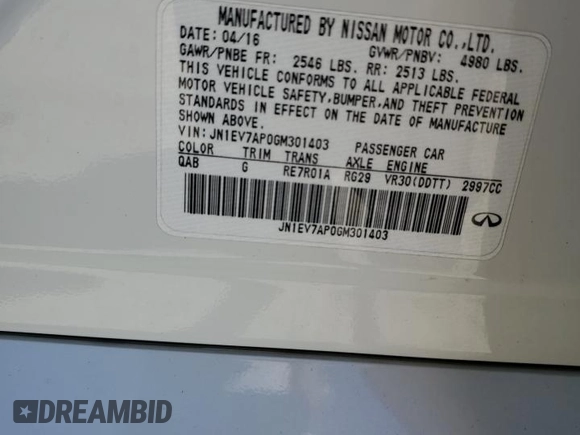 MANUFACTURED BY NISSAN MOTOR CO.,LTD.
DATE: 04/16 GVWR/PNBV: 4980 LBS.
GAWR/PNBE FR: 2546 LBS. RR: 2513 LBS.
THIS VEHICLE CONFORMS TO ALL APPLICABLE FEDERAL
MOTOR VEHICLE SAFETY,BUMPER,AND THEFT PREVENTION
STANDARDS IN EFFECT ON THE DATE OF MANUFACTURE
SHOWN ABOVE.
VIN: JN1EV7AP0GM301403 PASSENGER CAR
COLOR TRIM TRANS AXLE ENGINE
QAB G RE7R01A RG29 VR30(DDTT) 2997CC
JN1EV7AP0GM301403
DREAMBID